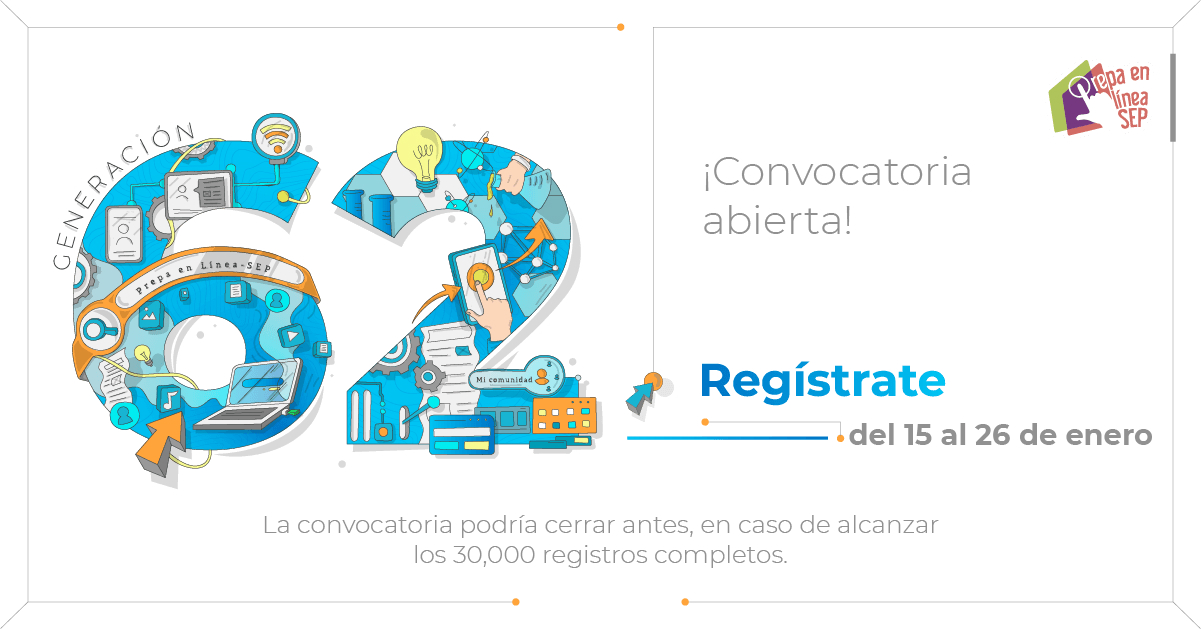 GENERACIÓN
62
Prepa en Línea-SEP
Mi comunidad
Prepa en
línea
SEP
¡Convocatoria
abierta!
Regístrate
del 15 al 26 de enero
La convocatoria podría cerrar antes, en caso de alcanzar
los 30,000 registros completos.